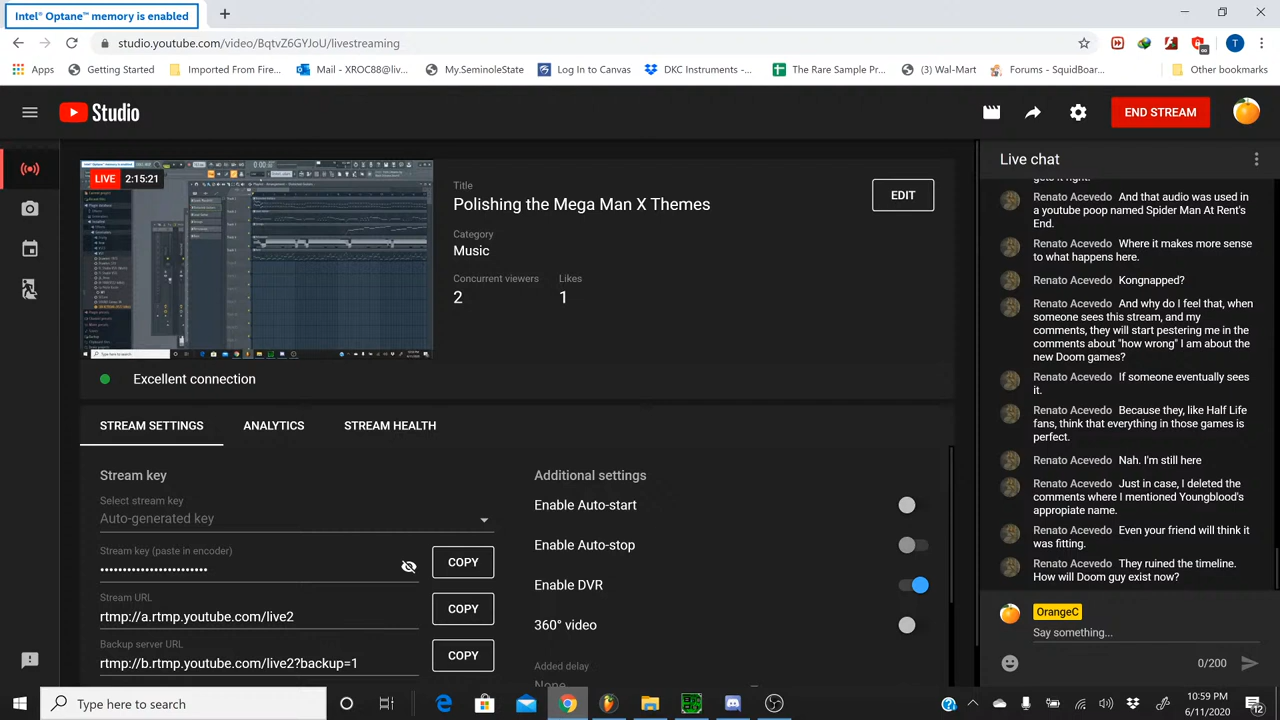 Intel® Optane™ memory is enabled
studio.youtube.com/video/BqtvZ6GYJoU/livestreaming
T
Apps
Getting Started
Imported From Fire...
Mail - XROC88@liv...
My.SeminoleState
Log In to Canvas
DKC Instruments -...
The Rare Sample Pr...
(3) Wal-Mart
Forums - SquidBoar...
Other bookmarks
Studio
END STREAM
LIVE 2:15:21
Title
Polishing the Mega Man X Themes
EDIT
Category
Music
Concurrent viewers
2
Likes
1
Excellent connection
STREAM SETTINGS
ANALYTICS
STREAM HEALTH
Stream key
Select stream key
Auto-generated key
Stream key (paste in encoder)
••••••••••••••••••••••••
COPY
Stream URL
rtmp://a.rtmp.youtube.com/live2
COPY
Backup server URL
rtmp://b.rtmp.youtube.com/live2?backup=1
COPY
Additional settings
Enable Auto-start
Enable Auto-stop
Enable DVR
360° video
Added delay
None
Live chat
gets it right.
Renato Acevedo And that audio was used in
a youtube poop named Spider Man At Road's
End.
Renato Acevedo Where it makes more sense
to what happens here.
Renato Acevedo Kongnapped?
Renato Acevedo And why do I feel that, when
someone sees this stream, and my
comments, they will start pestering me in the
comments about "how wrong" I am about the
new Doom games?
Renato Acevedo If someone eventually sees
it.
Renato Acevedo Because they, like Half Life
fans, think that everything in those games is
perfect.
Renato Acevedo Nah. I'm still here
Renato Acevedo Just in case, I deleted the
comments where I mentioned Youngblood's
appropiate name.
Renato Acevedo Even your friend will think it
was fitting.
Renato Acevedo They ruined the timeline.
How will Doom guy exist now?
OrangeC
Say something...
0/200
Type here to search
10:59 PM
6/11/2020